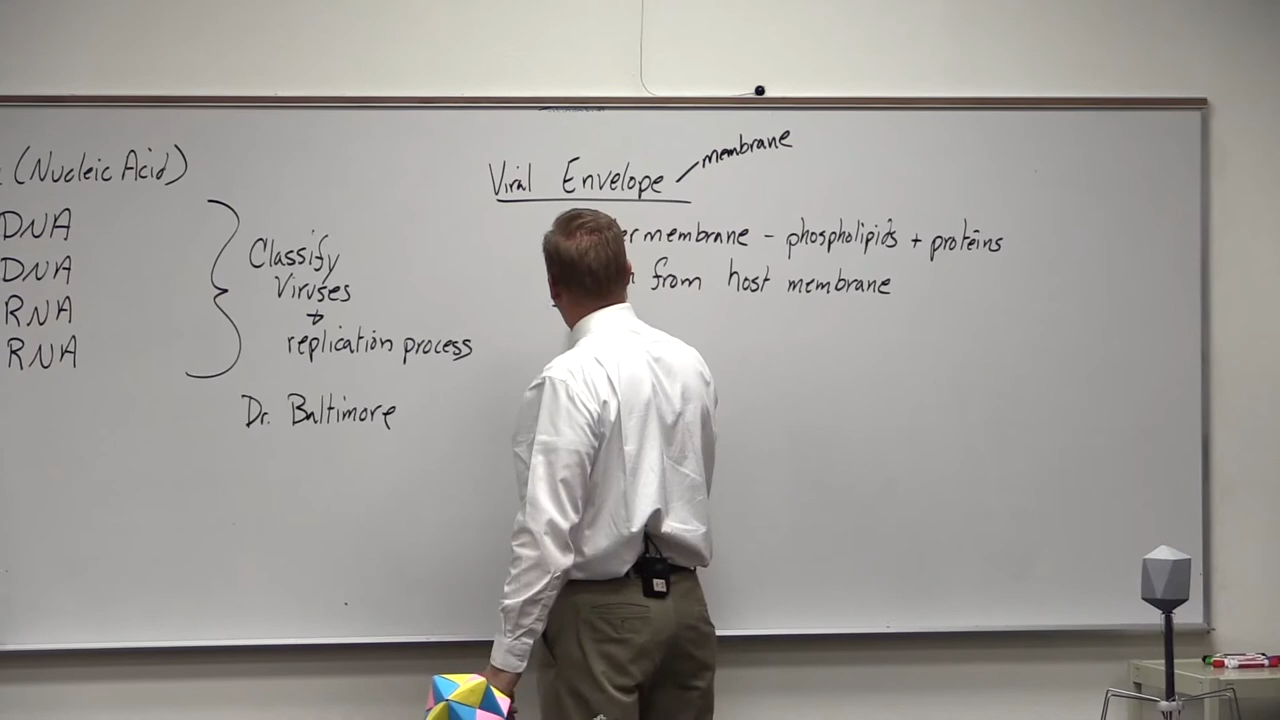 (Nucleic Acid)
DNA
DNA
RNA
RNA
Classify
Viruses
+
replication process
Dr. Baltimore
Viral Envelope
membrane
membrane - phospholipids + proteins
from host membrane